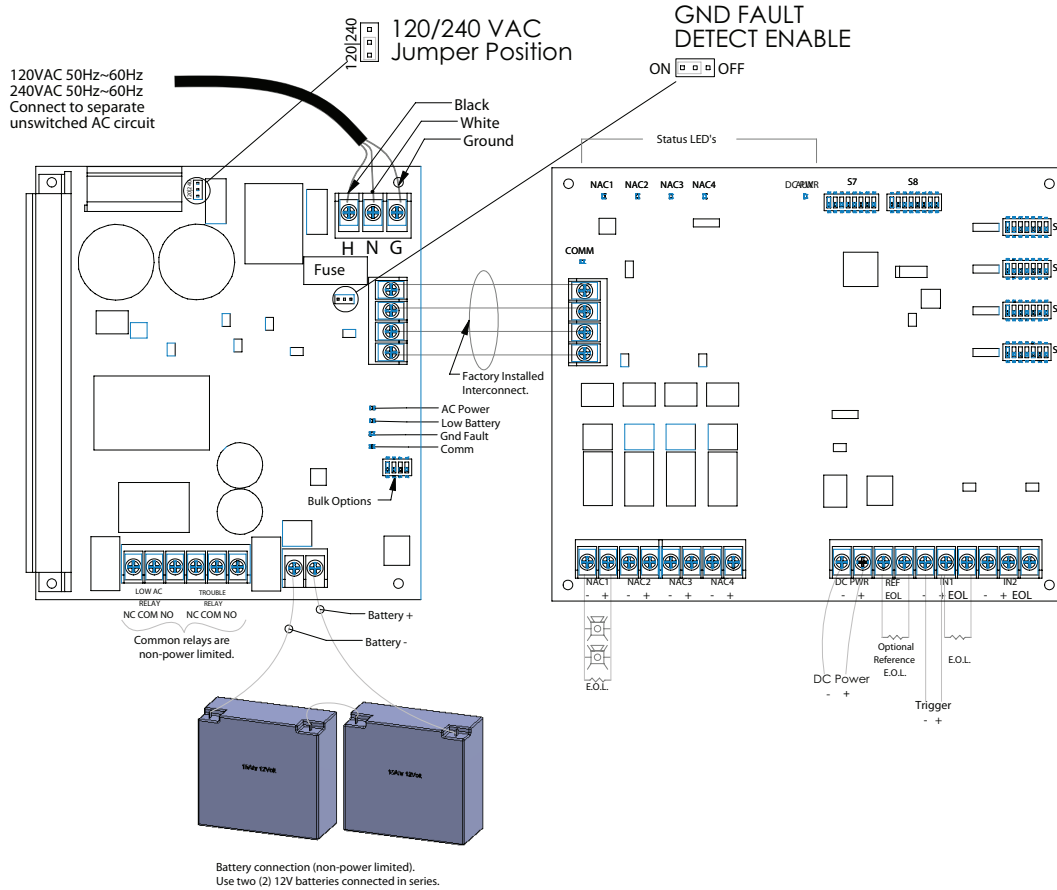 120/240 VAC
Jumper Position
120|240
GND FAULT
DETECT ENABLE
ON OFF
120VAC 50Hz~60Hz
240VAC 50Hz~60Hz
Connect to separate
unswitched AC circuit
Black
White
Ground
Status LED's
NAC1 NAC2 NAC3 NAC4
S7 S8
COMM
H N G
Fuse
S
S
S
S
Factory Installed
Interconnect.
AC Power
Low Battery
Gnd Fault
Comm
Bulk Options
LOW AC
RELAY
NC COM NO
TROUBLE
RELAY
NC COM NO
Common relays are
non-power limited.
Battery +
Battery -
NAC1 NAC2 NAC3 NAC4
- + - + - + - +
E.O.L.
DC PWR REF IN1 IN2
- + EOL - + EOL - + EOL
Optional
Reference
E.O.L.
E.O.L.
DC Power
- +
Trigger
- +
12Volt
12Volt
Battery connection (non-power limited).
Use two (2) 12V batteries connected in series.